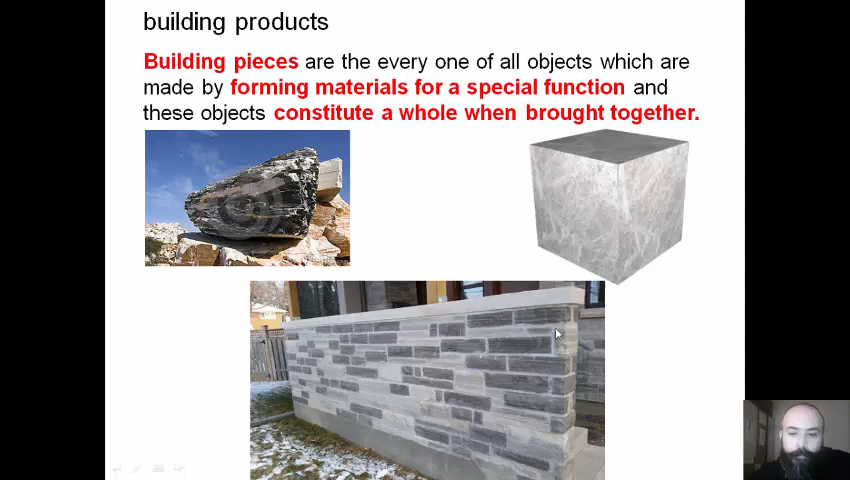 building products
Building pieces are the every one of all objects which are
made by forming materials for a special function and
these objects constitute a whole when brought together.